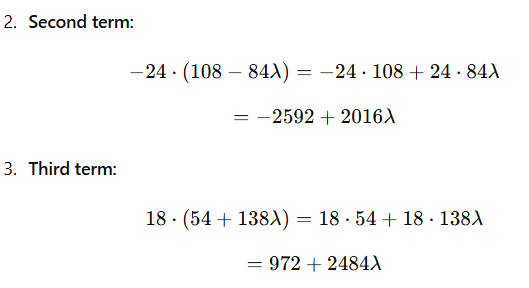 2. Second term:
−24 · (108 − 84λ) = −24 · 108 + 24 · 84λ
= −2592 + 2016λ
3. Third term:
18 · (54 + 138λ) = 18 · 54 + 18 · 138λ
= 972 + 2484λ